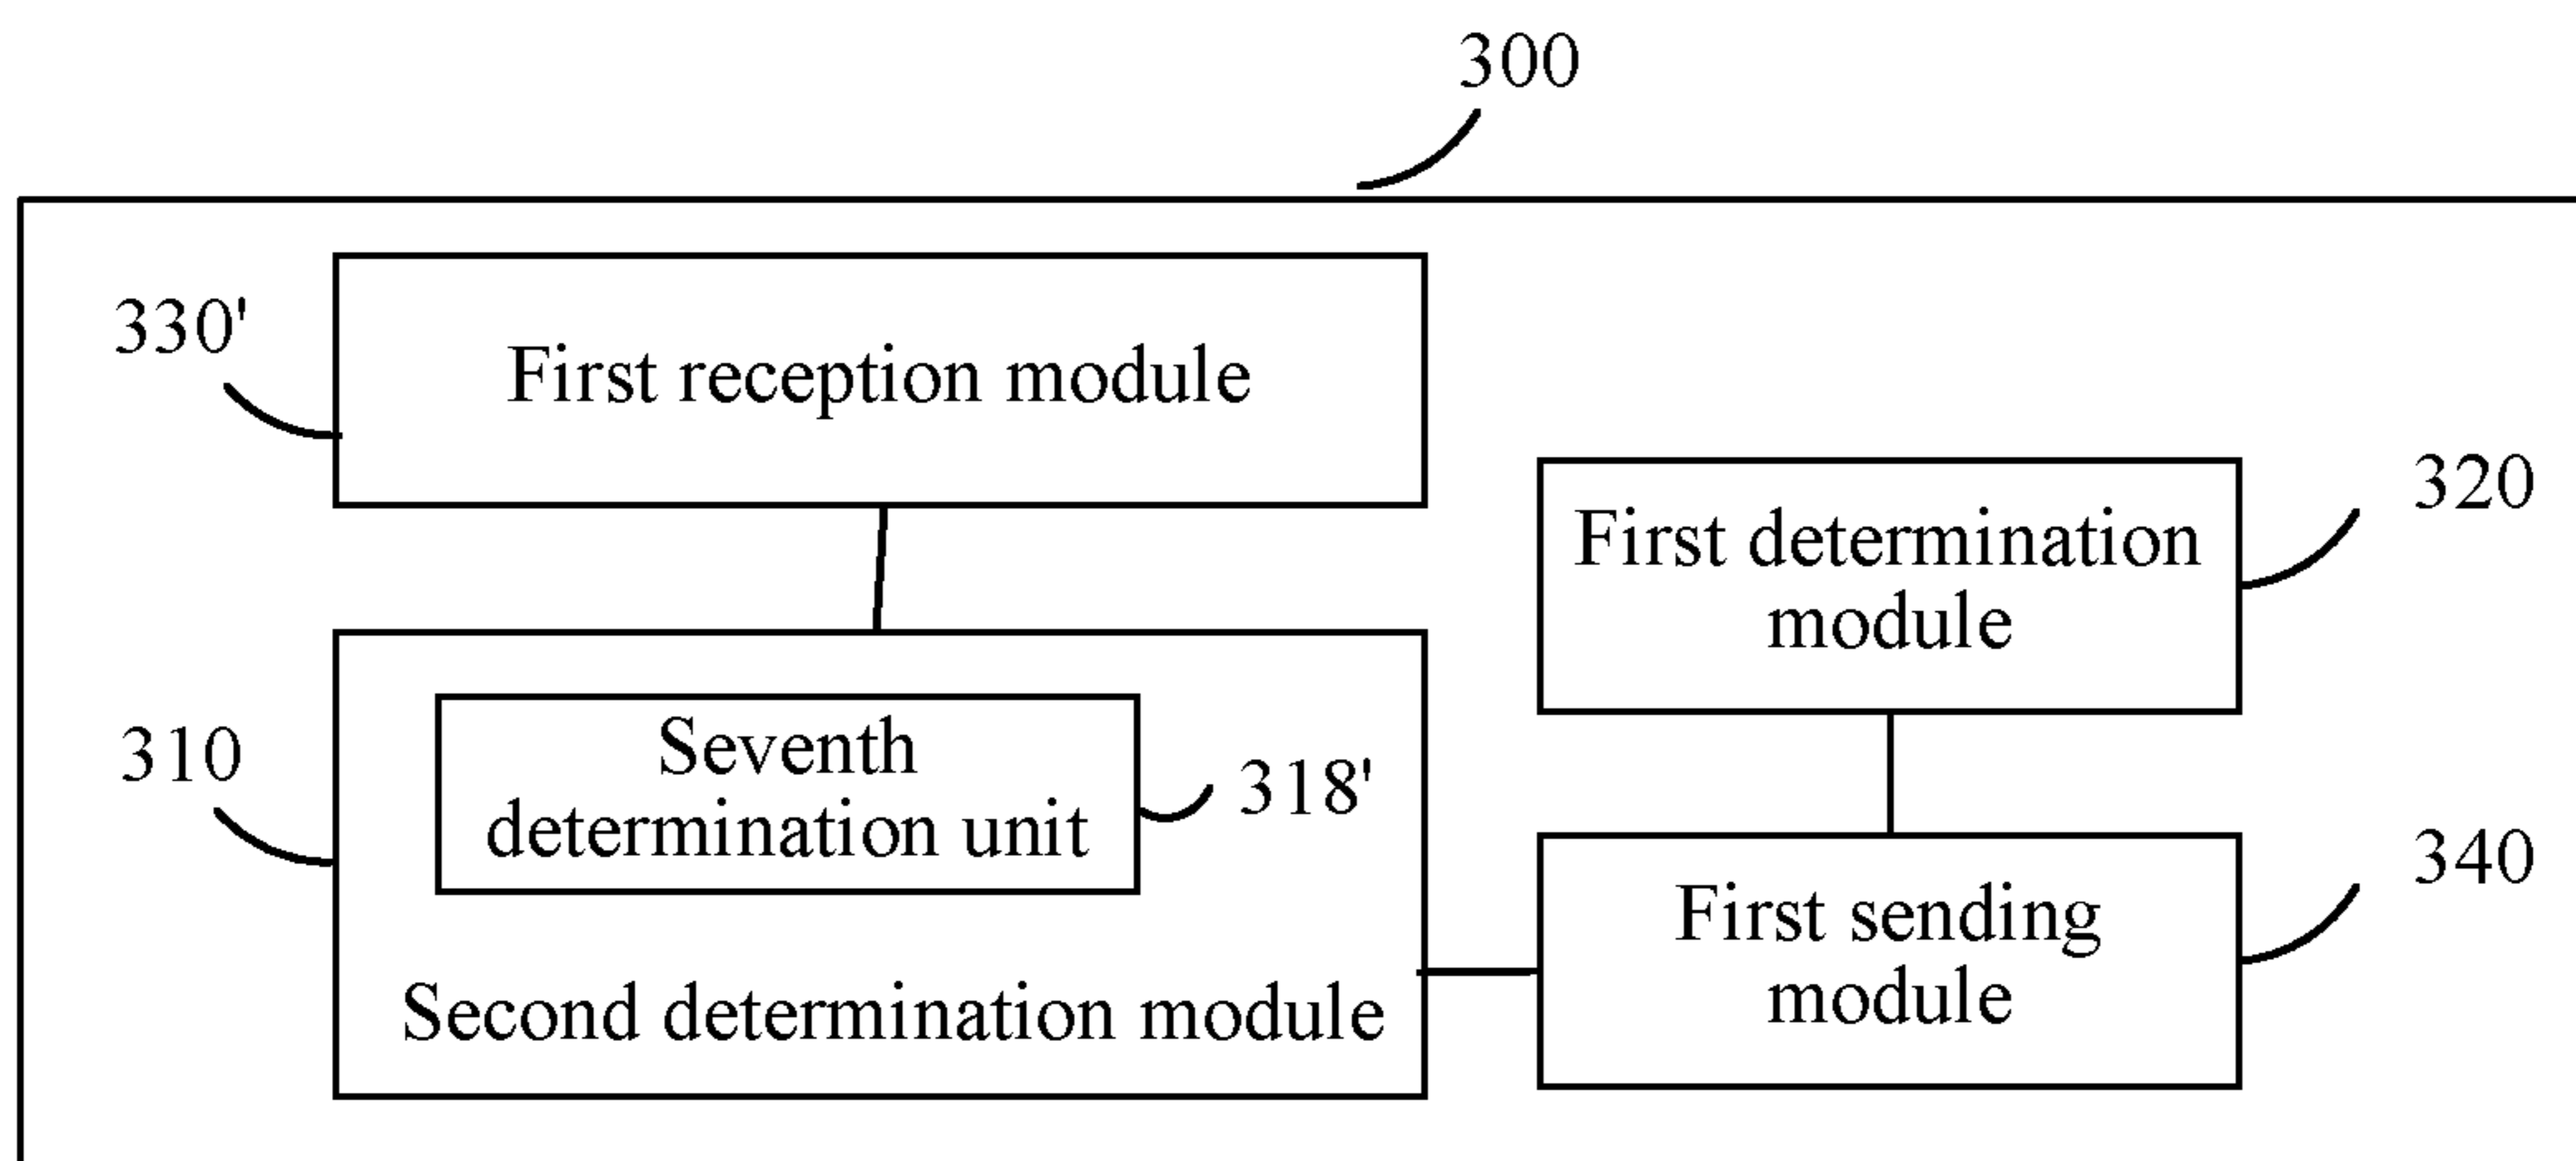 300
330'
First reception module
320
First determination
module
310
Seventh
determination unit
318'
Second determination module
340
First sending
module